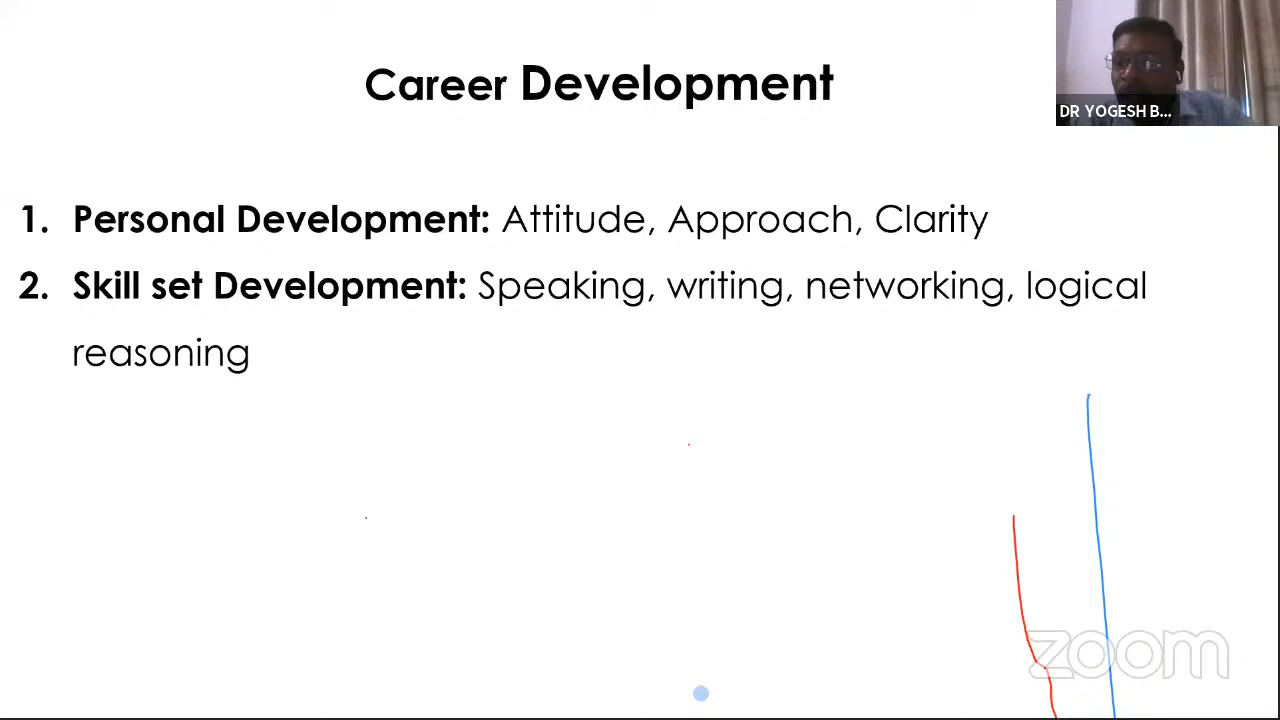 Career Development
DR YOGESH B...
1. Personal Development: Attitude, Approach, Clarity
2. Skill set Development: Speaking, writing, networking, logical
reasoning
zoom